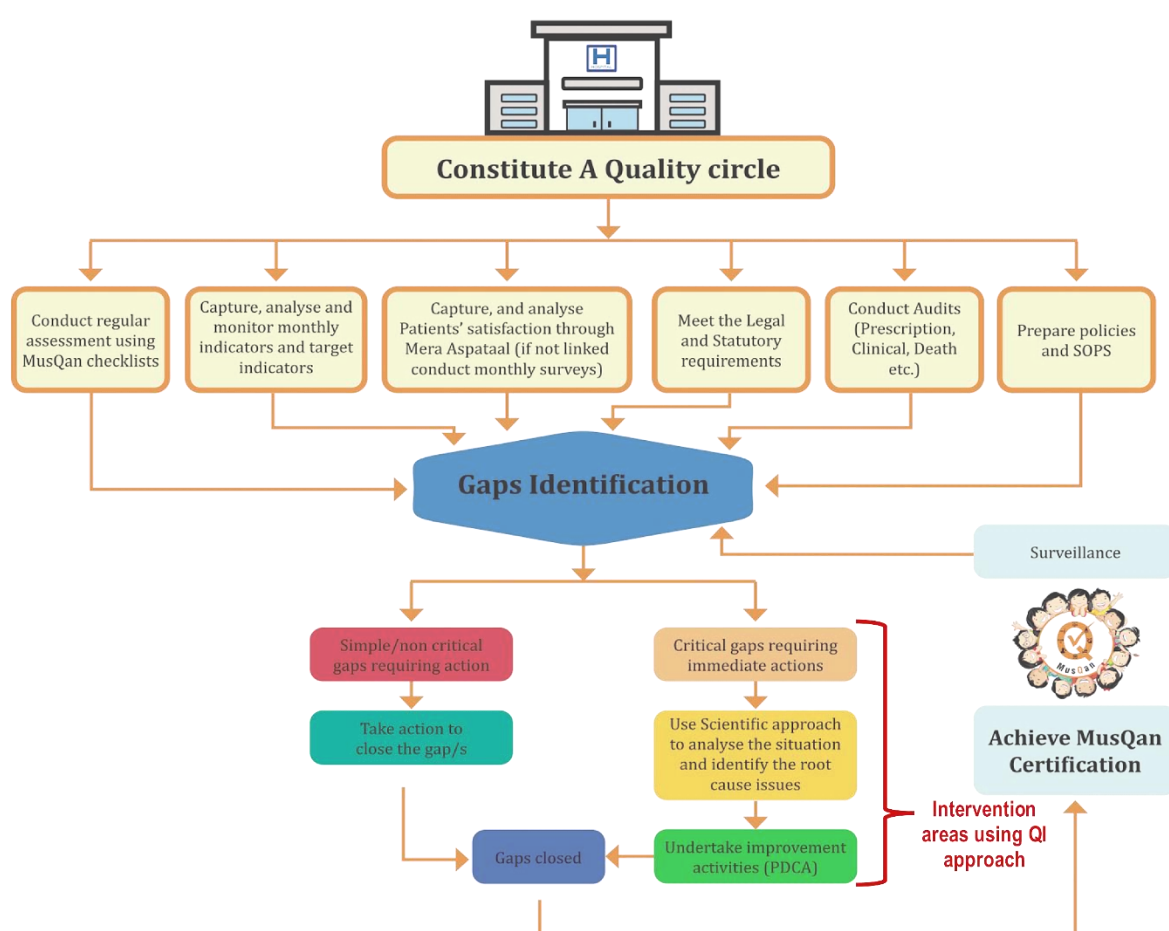 H
Constitute A Quality circle
Conduct regular
assessment using
MusQan checklists
Capture, analyse and
monitor monthly
indicators and target
indicators
Capture, and analyse
Patients' satisfaction through
Mera Aspataal (if not linked
conduct monthly surveys)
Meet the Legal
and Statutory
requirements
Conduct Audits
(Prescription,
Clinical, Death
etc.)
Prepare policies
and SOPS
Gaps Identification
Surveillance
Simple/non critical
gaps requiring action
Critical gaps requiring
immediate actions
MusQan
Take action to
close the gap/s
Use Scientific approach
to analyse the situation
and identify the root
cause issues
Achieve MusQan
Certification
Intervention
areas using QI
approach
Gaps closed
Undertake improvement
activities (PDCA)